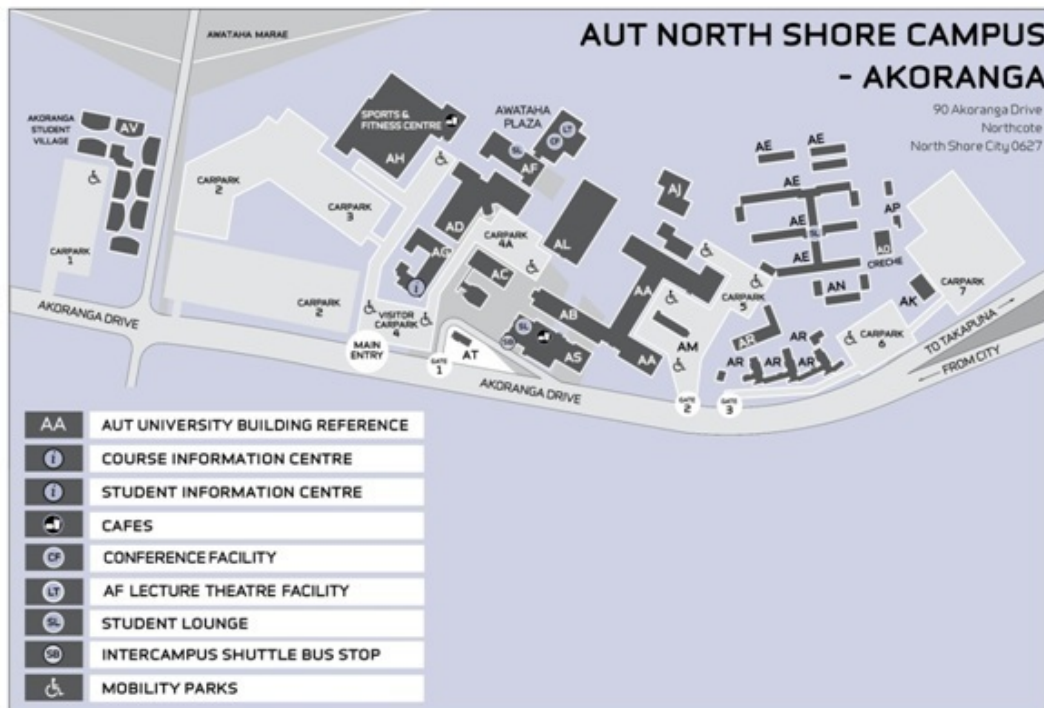 AUT NORTH SHORE CAMPUS
- AKORANGA
90 Akoranga Drive
Northcote
North Shore City 0627
AWATAHA MARAE
AKORANGA
STUDENT
VILLAGE
AV
CARPARK
1
CARPARK
2
SPORTS &
FITNESS CENTRE
AH
CARPARK
3
AWATAHA
PLAZA
LT
CF
SL
AF
AD
CARPARK
4A
AG
i
AC
AL
AJ
AE
AE
AE
AE
AE
SL
AP
AO
CRECHE
AN
AK
CARPARK
7
CARPARK
2
VISITOR
CARPARK
4
MAIN
ENTRY
GATE
1
AT
SL
SB
AS
AB
AA
AA
AM
CARPARK
5
AR
AR
AR
AR
AR
AR
CARPARK
6
GATE
2
GATE
3
AKORANGA DRIVE
AKORANGA DRIVE
TO TAKAPUNA
FROM CITY
AA AUT UNIVERSITY BUILDING REFERENCE
i COURSE INFORMATION CENTRE
i STUDENT INFORMATION CENTRE
CAFES
CF CONFERENCE FACILITY
LT AF LECTURE THEATRE FACILITY
SL STUDENT LOUNGE
SB INTERCAMPUS SHUTTLE BUS STOP
MOBILITY PARKS